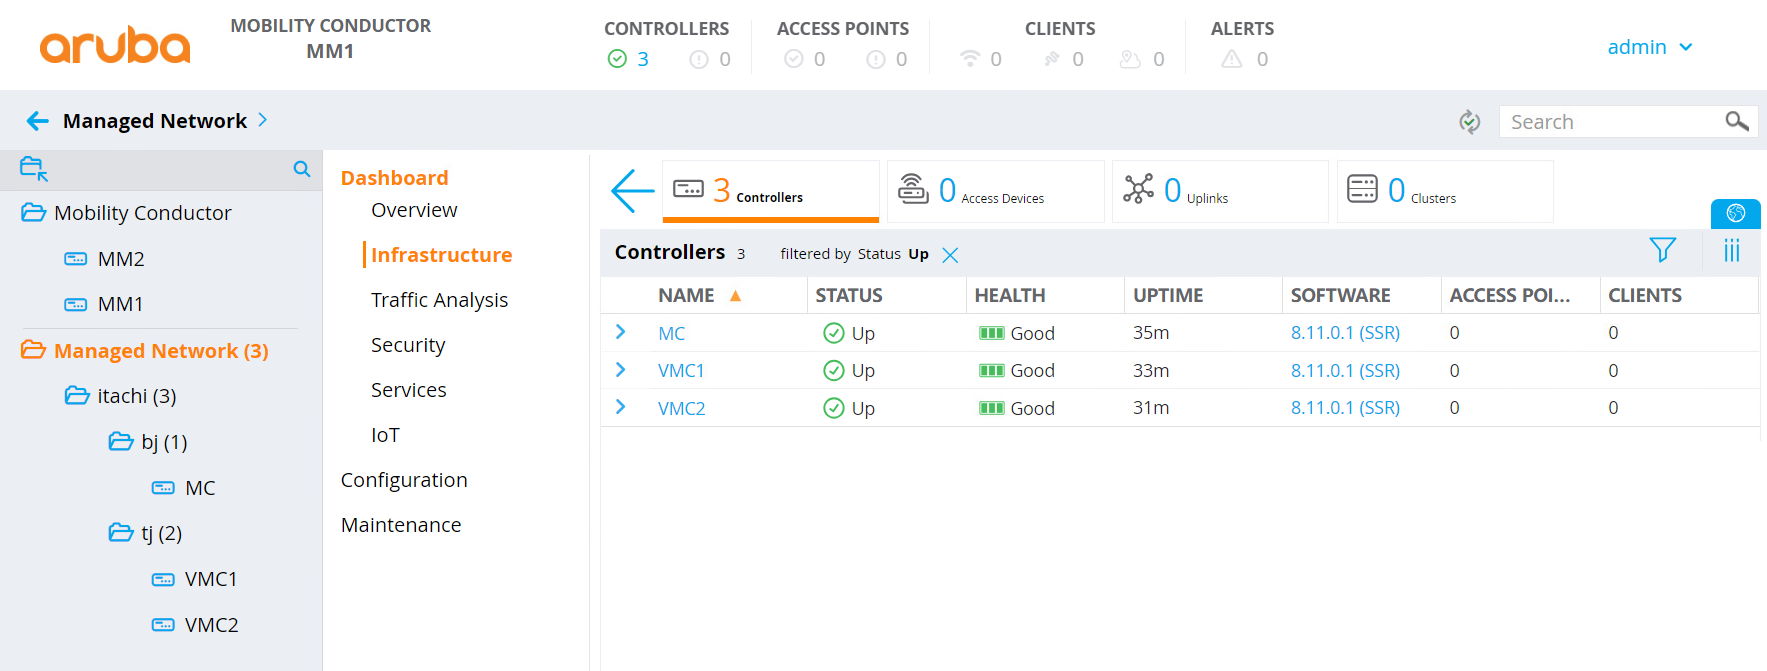 aruba
MOBILITY CONDUCTOR
MM1
CONTROLLERS
3 0
ACCESS POINTS
0 0
CLIENTS
0 0 0
ALERTS
0
admin
Managed Network
Search
Mobility Conductor
MM2
MM1
Managed Network (3)
itachi (3)
bj (1)
MC
tj (2)
VMC1
VMC2
Dashboard
Overview
Infrastructure
Traffic Analysis
Security
Services
IoT
Configuration
Maintenance
3 Controllers
0 Access Devices
0 Uplinks
0 Clusters
Controllers 3 filtered by Status Up
NAME STATUS HEALTH UPTIME SOFTWARE ACCESS POI... CLIENTS
MC Up Good 35m 8.11.0.1 (SSR) 0 0
VMC1 Up Good 33m 8.11.0.1 (SSR) 0 0
VMC2 Up Good 31m 8.11.0.1 (SSR) 0 0